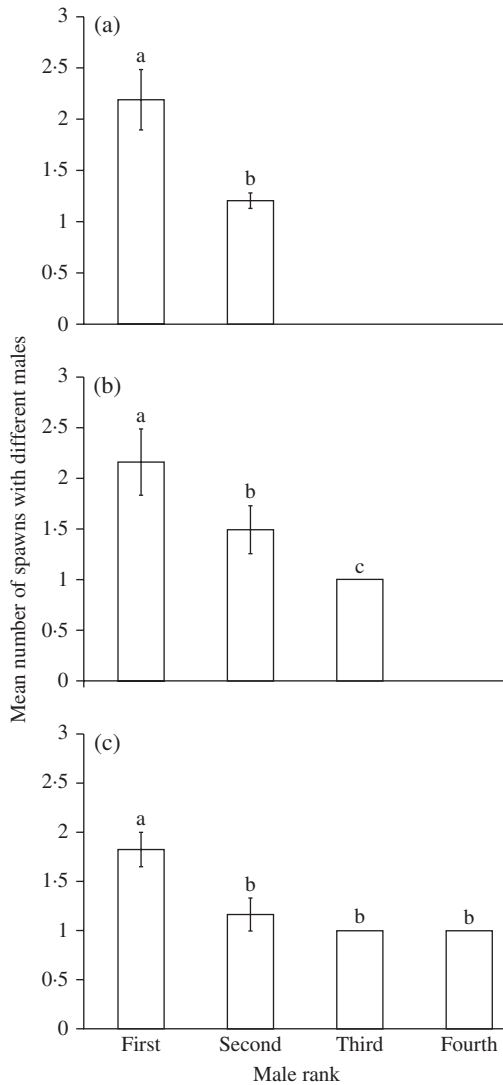 Mean number of spawns with different males
(a)
3
2·5
2
1·5
1
0·5
0
a
b
(b)
3
2·5
2
1·5
1
0·5
0
a
b
c
(c)
3
2·5
2
1·5
1
0·5
0
a
b
b
b
First Second Third Fourth
Male rank